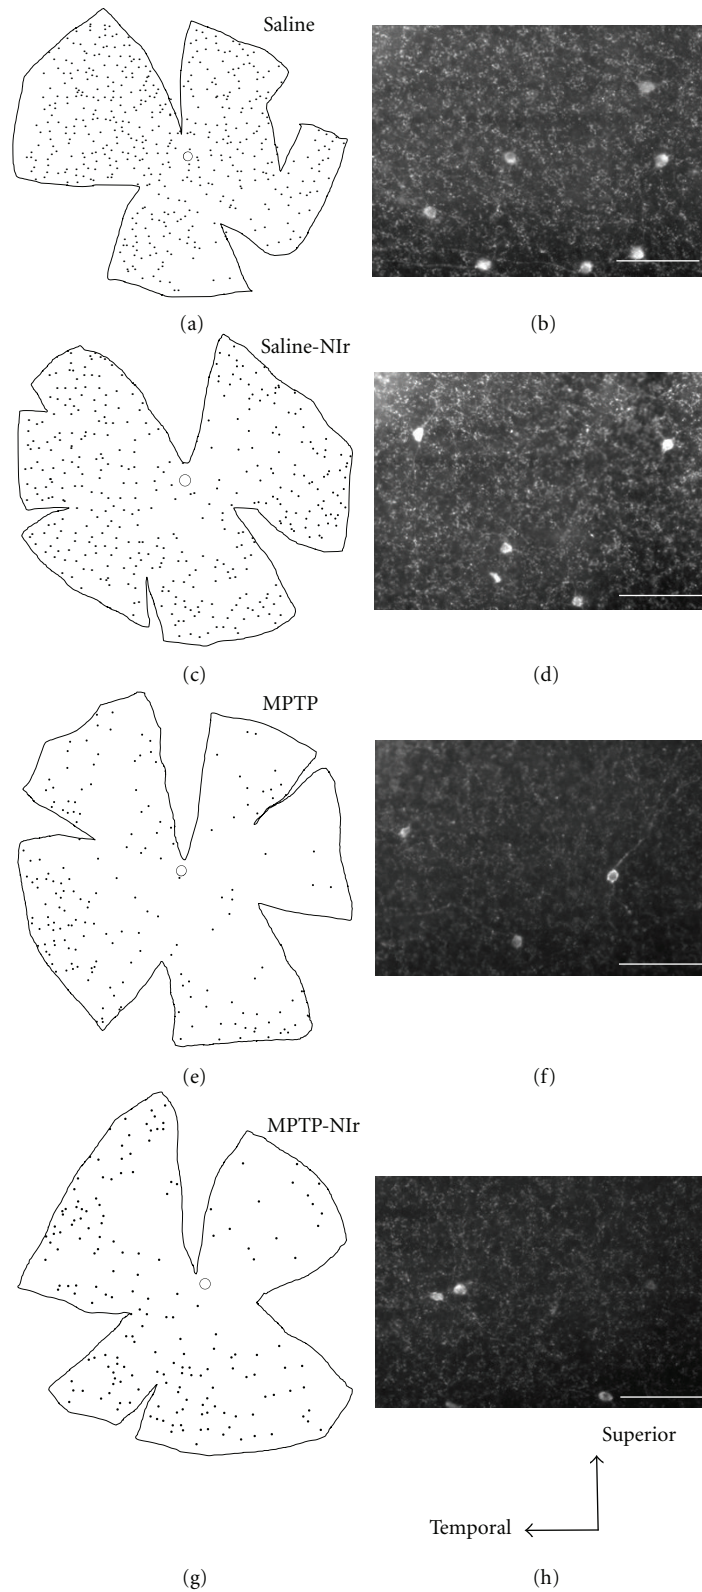 Saline
(a)
(b)
Saline-NIr
(c)
(d)
MPTP
(e)
(f)
MPTP-NIr
Superior
Temporal
(g)
(h)